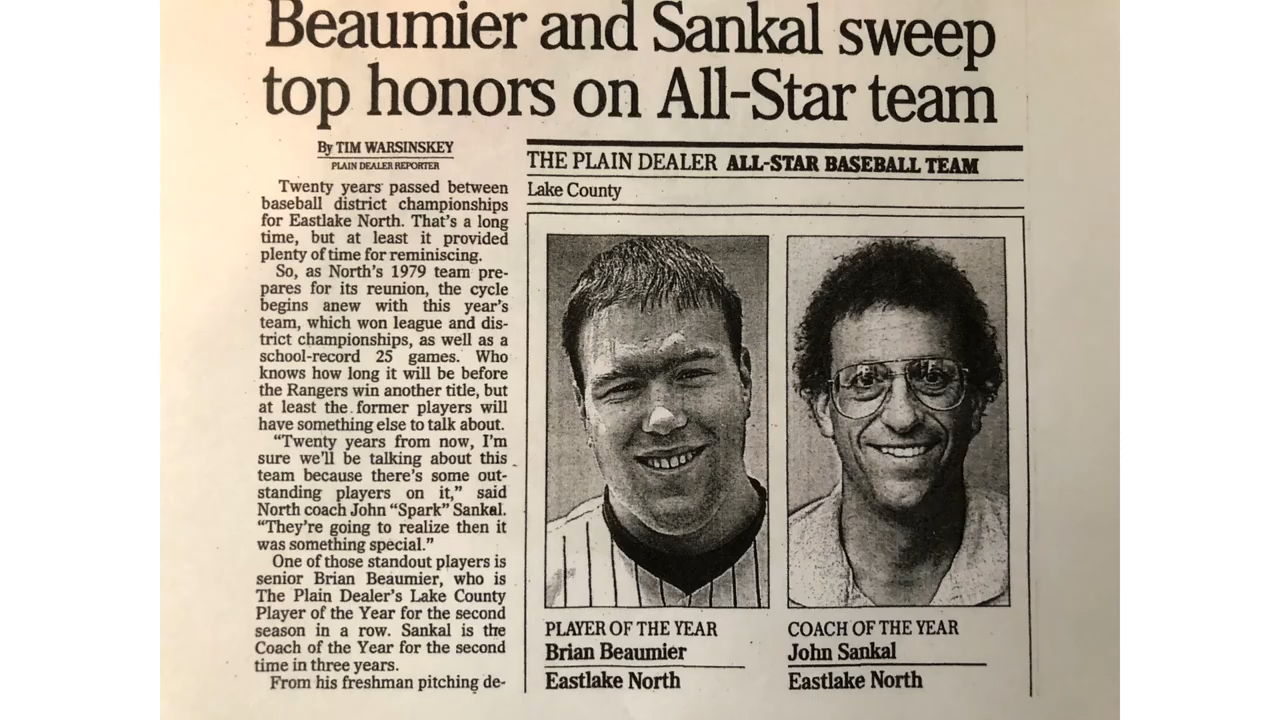 Beaumier and Sankal sweep
top honors on All-Star team
By TIM WARSINSKEY
PLAIN DEALER REPORTER
Twenty years passed between
baseball district championships
for Eastlake North. That's a long
time, but at least it provided
plenty of time for reminiscing.
So, as North's 1979 team pre-
pares for its reunion, the cycle
begins anew with this year's
team, which won league and dis-
trict championships, as well as a
school-record 25 games. Who
knows how long it will be before
the Rangers win another title, but
at least the former players will
have something else to talk about.
"Twenty years from now, I'm
sure we'll be talking about this
team because there's some out-
standing players on it," said
North coach John "Spark" Sankal.
"They're going to realize then it
was something special."
One of those standout players is
senior Brian Beaumier, who is
The Plain Dealer's Lake County
Player of the Year for the second
season in a row. Sankal is the
Coach of the Year for the second
time in three years.
From his freshman pitching de-
THE PLAIN DEALER ALL-STAR BASEBALL TEAM
Lake County
PLAYER OF THE YEAR
Brian Beaumier
Eastlake North
COACH OF THE YEAR
John Sankal
Eastlake North